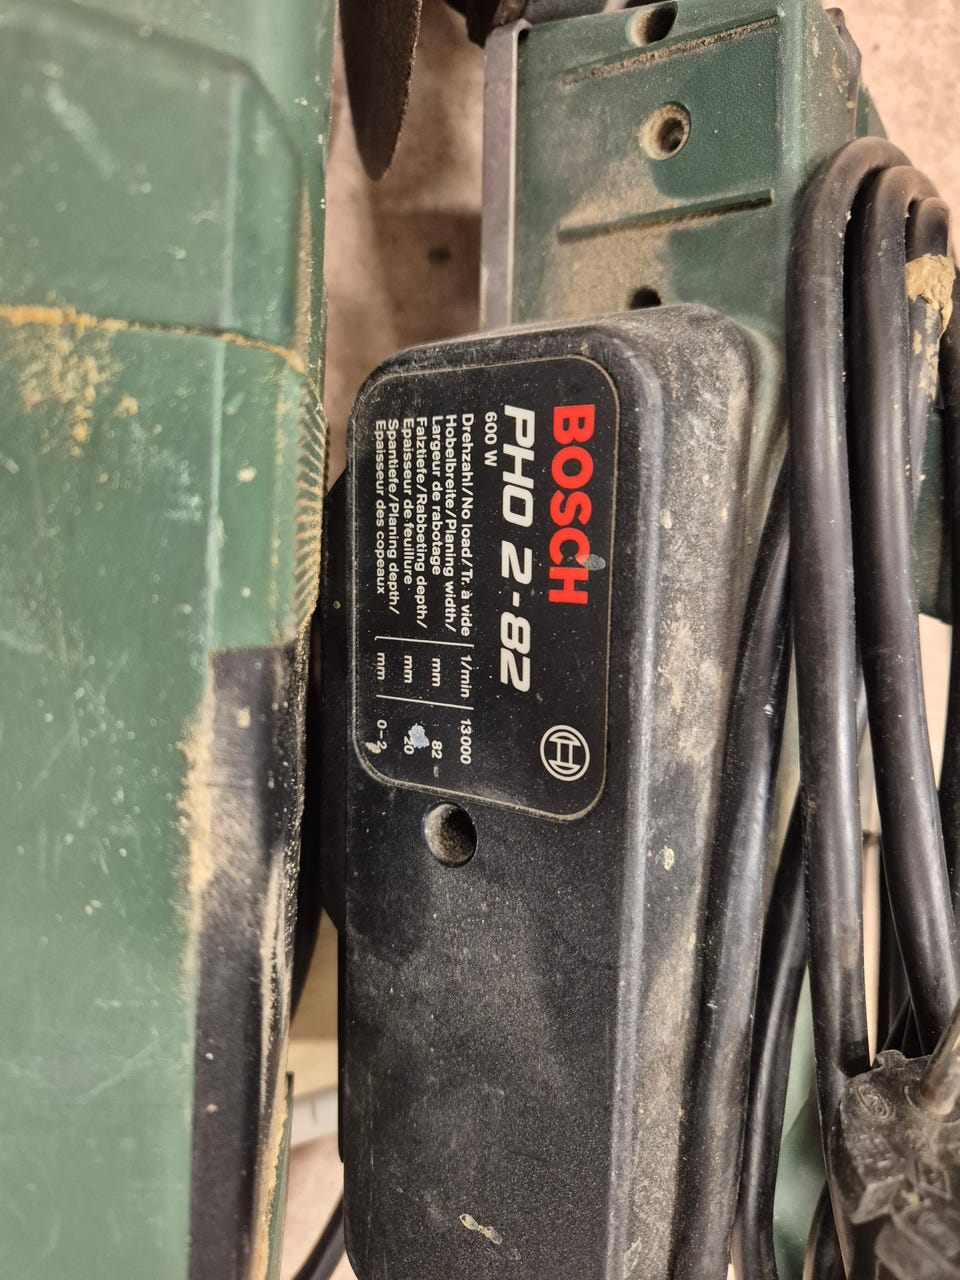 BOSCH
PHO 2-82
600 W
Drehzahl/No load/Tr. à vide 1/min 13000
Hobelbreite/Planing width/
Largeur de rabotage mm 82
Falztiefe/Rabbeting depth/
Epaisseur de feuillure mm 20
Spantiefe/Planing depth/
Epaisseur des copeaux mm 0-2